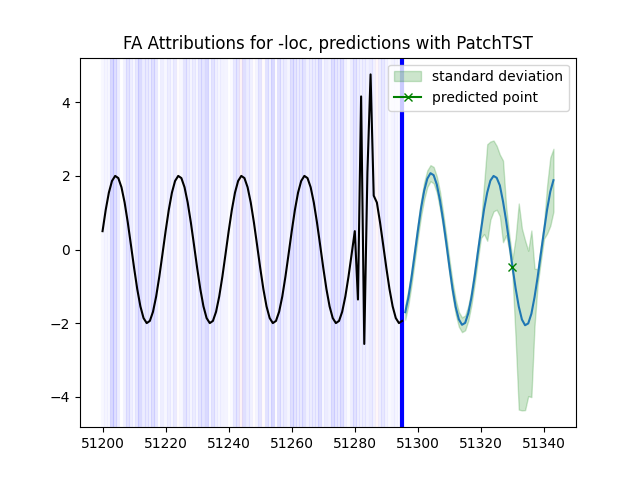 FA Attributions for -loc, predictions with PatchTST
standard deviation
predicted point
4
2
0
−2
−4
51200 51220 51240 51260 51280 51300 51320 51340